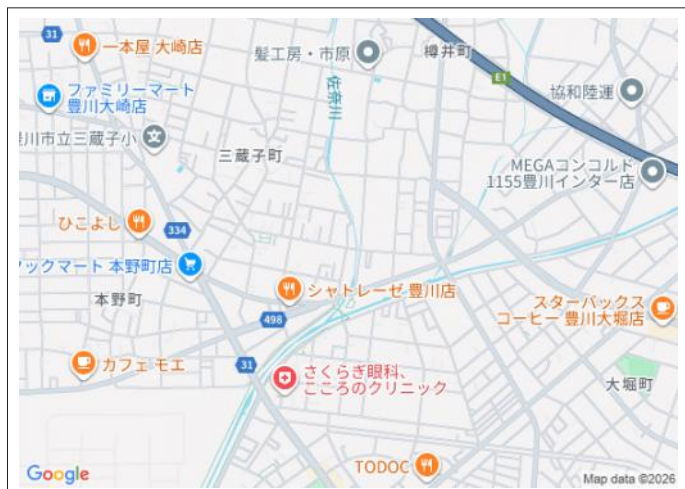 31
一本屋 大崎店
髪工房・市原
樽井町
佐奈川
E1
協和陸運
ファミリーマート
豊川大崎店
豊川市立三蔵子小
三蔵子町
MEGAコンコルド
1155豊川インター店
ひこよし
334
ックマート 本野町店
本野町
シャトレーゼ 豊川店
498
スターバックス
コーヒー 豊川大堀店
カフェ モエ
31
さくらぎ眼科、
こころのクリニック
大堀町
TODOC
Google
Map data ©2026